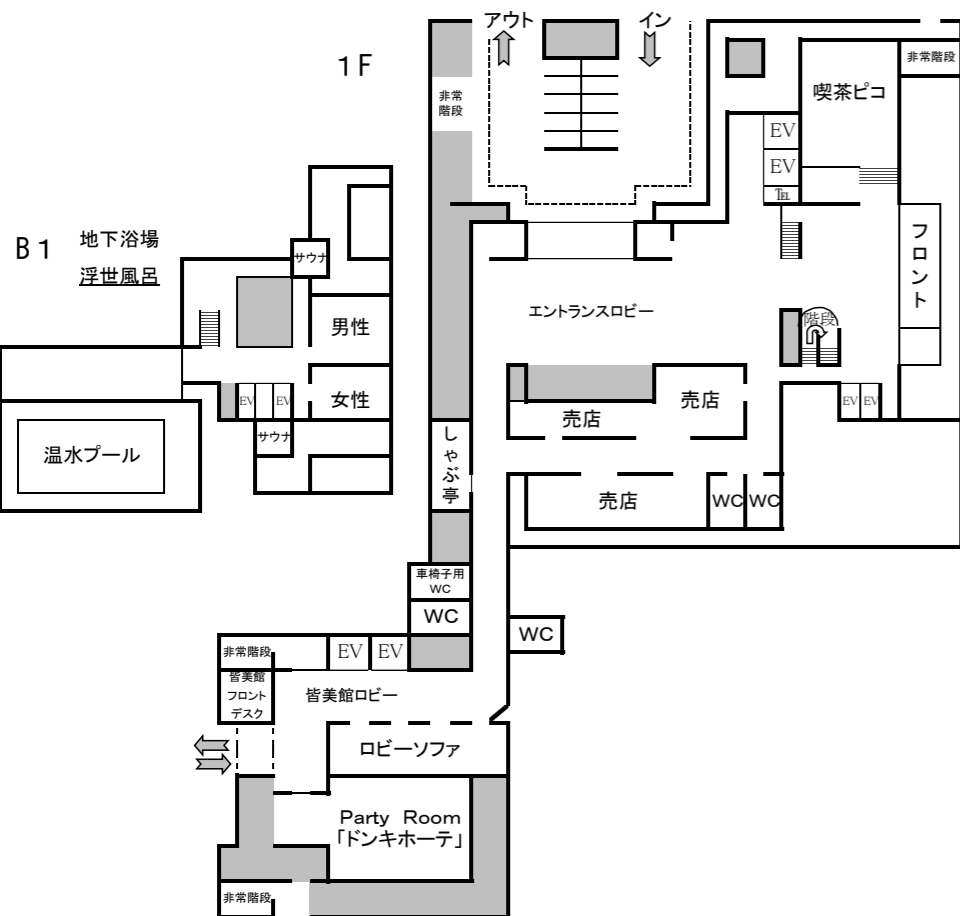 アウト
イン
1F
非常
階段
喫茶ピコ
非常階段
EV
EV
TEL
フロント
エントランスロビー
階段
EV
EV
売店
売店
売店
WC
WC
しゃぶ亭
車椅子用
WC
WC
WC
非常階段
EV
EV
皆美館
フロント
デスク
皆美館ロビー
ロビーソファ
Party Room
「ドンキホーテ」
非常階段
B1
地下浴場
浮世風呂
サウナ
男性
女性
EV
EV
サウナ
温水プール